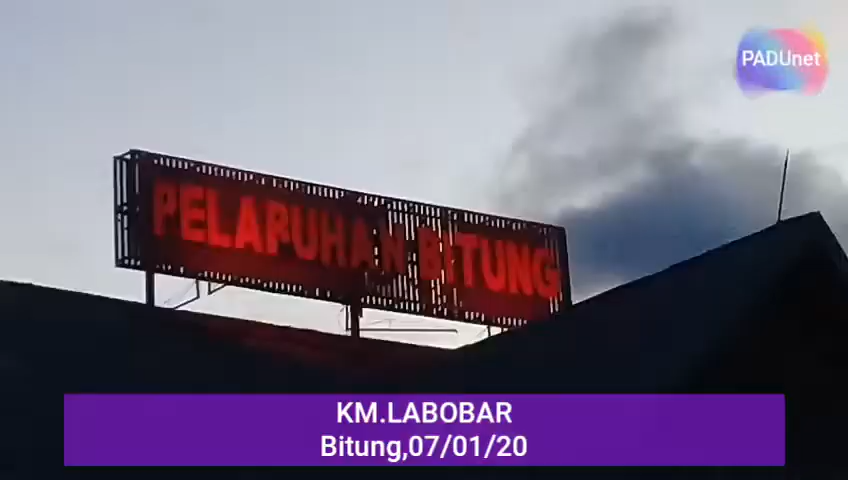 PADUnet
PELABUHAN BITUNG
KM.LABOBAR
Bitung,07/01/20